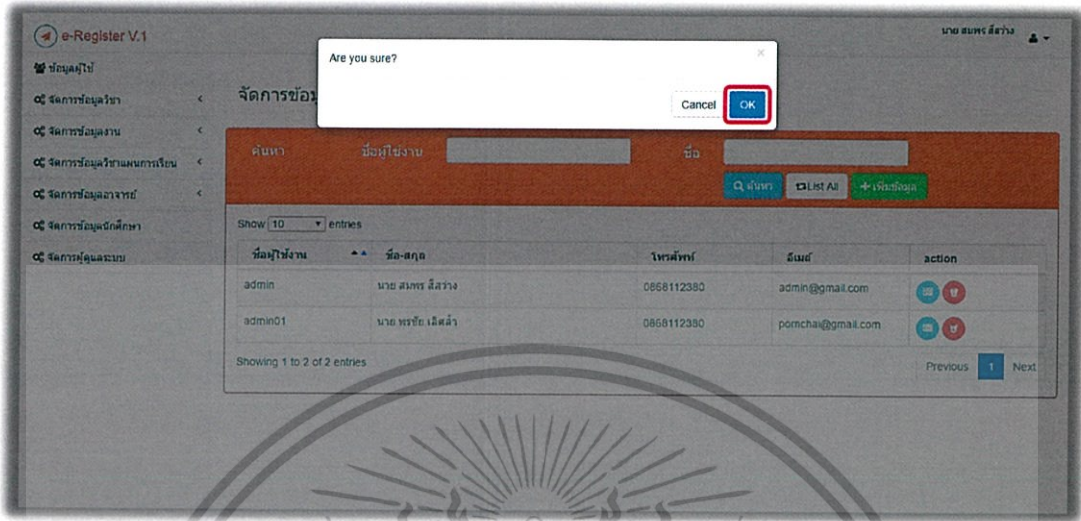 e-Register V.1
นาย สมพร สีสว่าง
Are you sure?
×
Cancel OK
ข้อมูลผู้ใช้
จัดการข้อมูลวิชา
จัดการข้อมูลงาน
จัดการข้อมูลวิชาแผนการเรียน
จัดการข้อมูลอาจารย์
จัดการข้อมูลนักศึกษา
จัดการผู้ดูแลระบบ
จัดการข้อมู
ค้นหา ชื่อผู้ใช้งาน ชื่อ
ค้นหา List All เพิ่มข้อมูล
Show 10 entries
ชื่อผู้ใช้งาน ชื่อ-สกุล โทรศัพท์ อีเมล์ action
admin นาย สมพร สีสว่าง 0868112380 admin@gmail.com
admin01 นาย พรชัย เลิศล้ำ 0868112380 pornchai@gmail.com
Showing 1 to 2 of 2 entries
Previous 1 Next